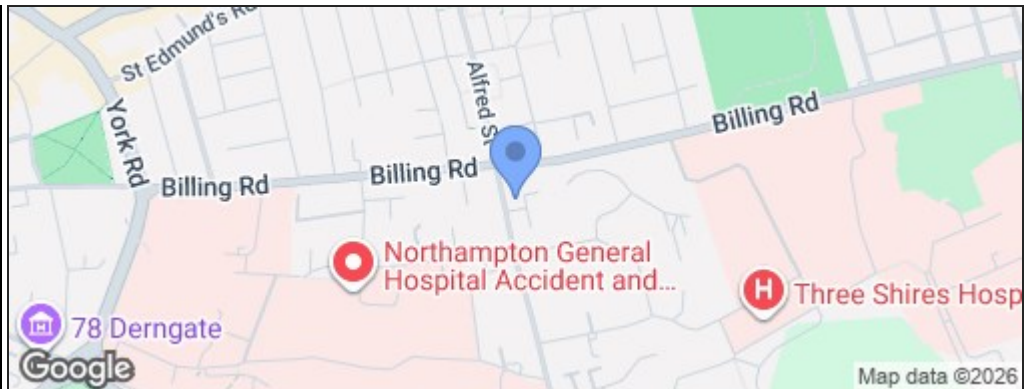 St Edmund's Rd
Alfred St
York Rd
Billing Rd
Billing Rd
Billing Rd
Northampton General
Hospital Accident and...
H
Three Shires Hosp
78 Derngate
Google
Map data ©2026